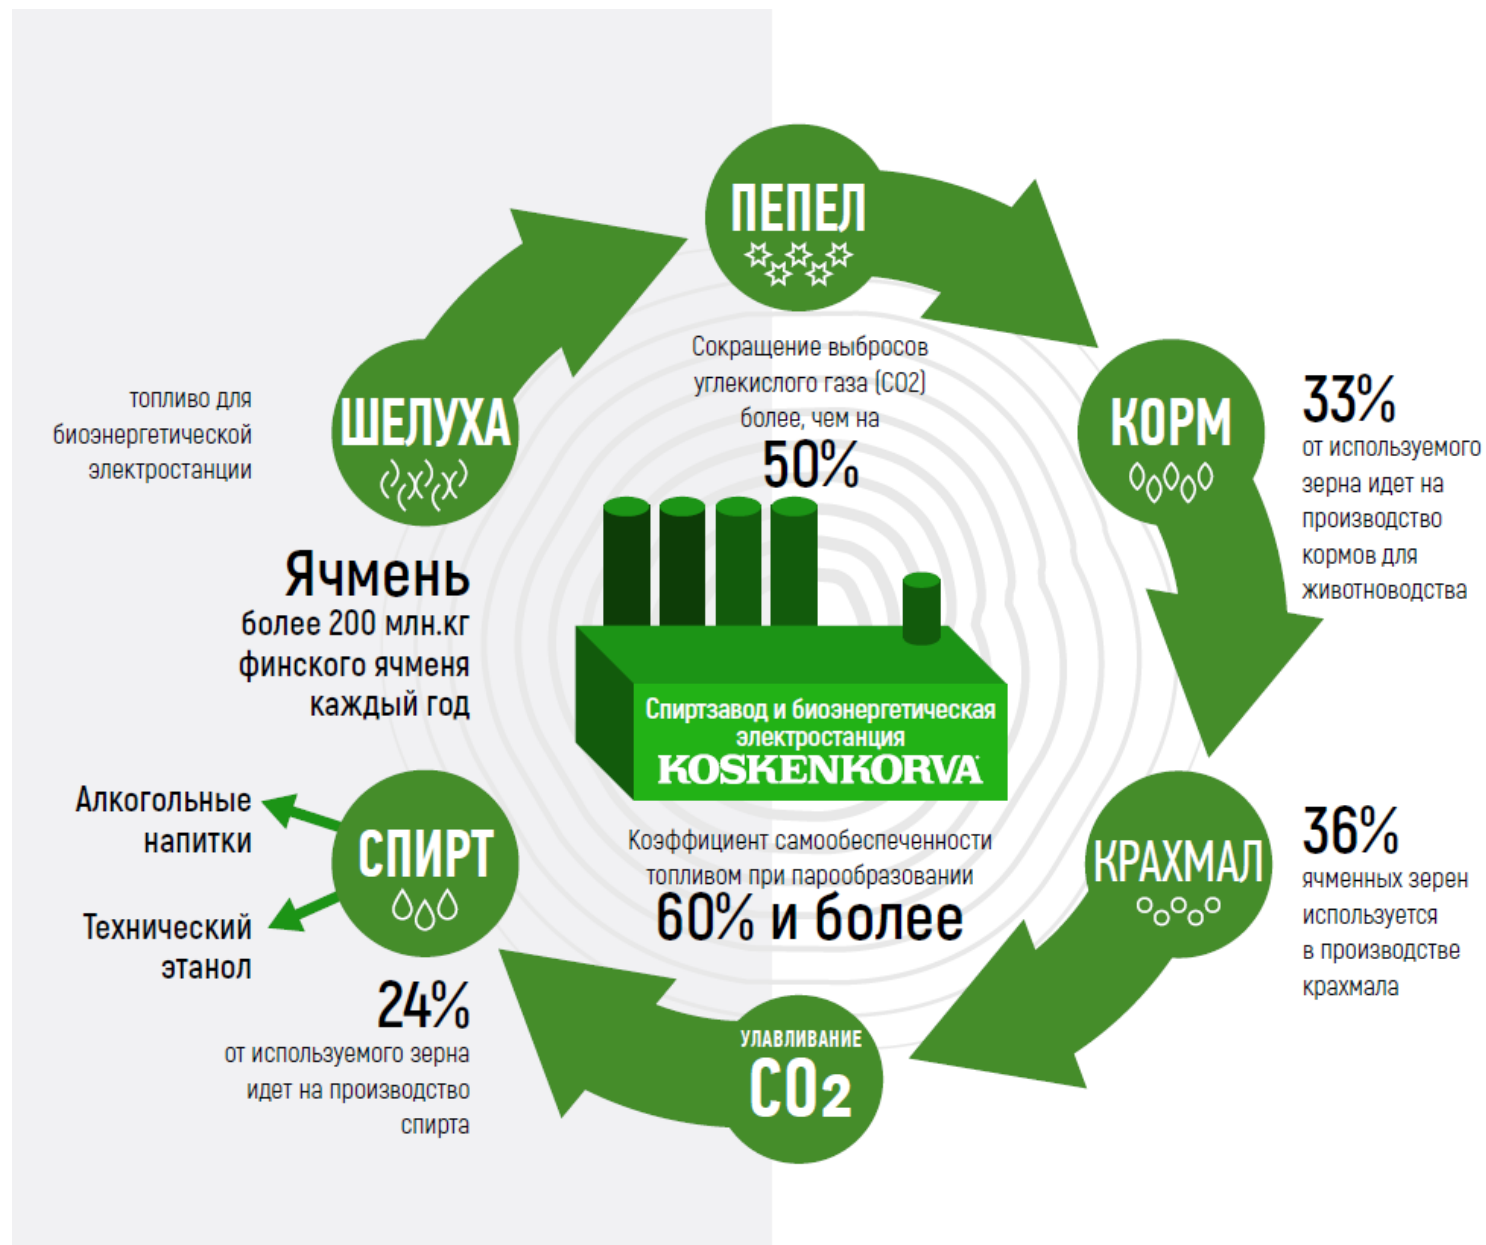 ПЕПЕЛ
Сокращение выбросов
углекислого газа (CO2)
более, чем на
50%
ШЕЛУХА
топливо для
биоэнергетической
электростанции
КОРМ
33%
от используемого
зерна идет на
производство
кормов для
животноводства
Ячмень
более 200 млн.кг
финского ячменя
каждый год
Спиртзавод и биоэнергетическая
электростанция
KOSKENKORVA
Коэффициент самообеспеченности
топливом при парообразовании
60% и более
КРАХМАЛ
36%
ячменных зерен
используется
в производстве
крахмала
УЛАВЛИВАНИЕ
CO2
СПИРТ
Алкогольные
напитки
Технический
этанол
24%
от используемого зерна
идет на производство
спирта